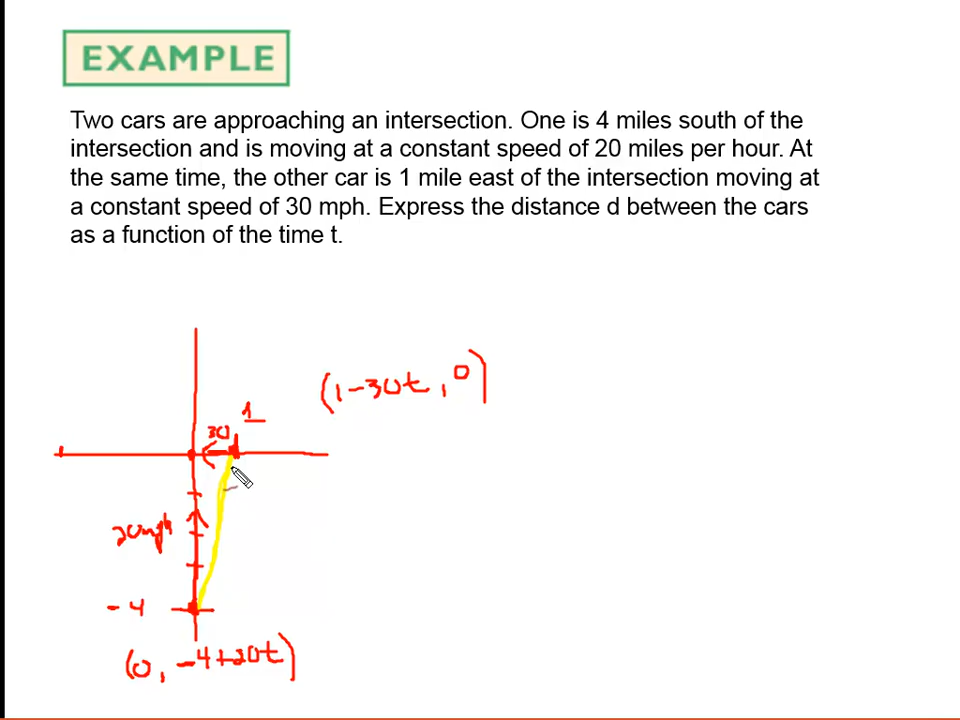 EXAMPLE
Two cars are approaching an intersection. One is 4 miles south of the
intersection and is moving at a constant speed of 20 miles per hour. At
the same time, the other car is 1 mile east of the intersection moving at
a constant speed of 30 mph. Express the distance d between the cars
as a function of the time t.
(1-30t, 0)
1
30
20mph
-4
(0, -4+20t)